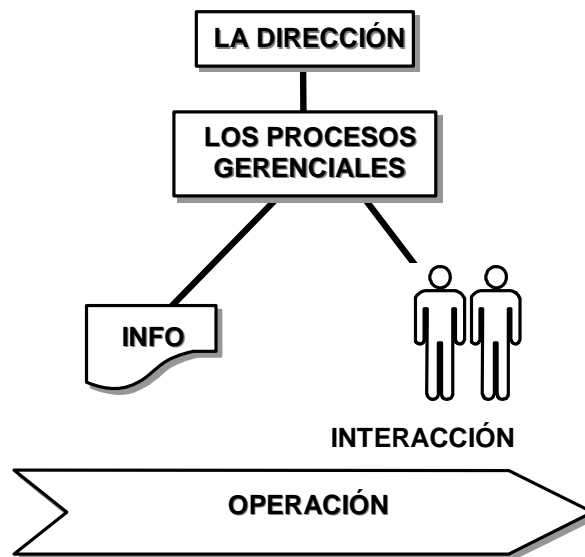 LA DIRECCIÓN
LOS PROCESOS
GERENCIALES
INFO
INTERACCIÓN
OPERACIÓN